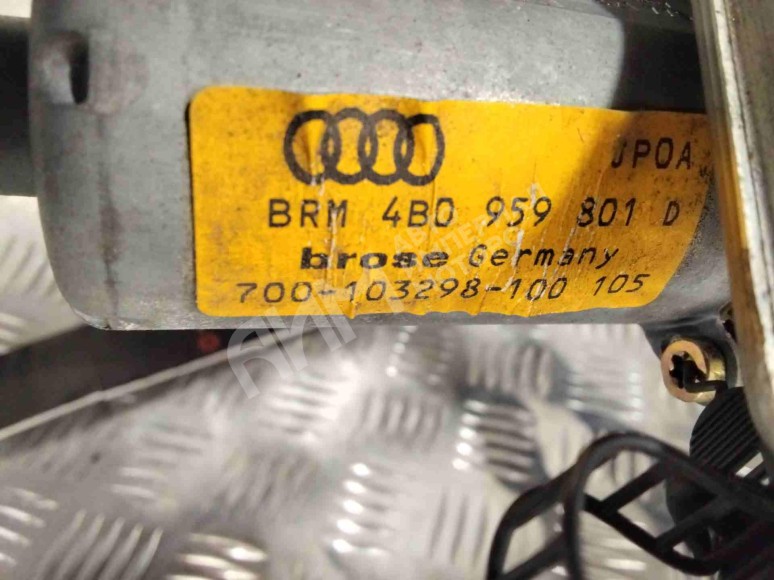 JPOA
BRM 4B0 959 801 D
brose Germany
700-103298-100 105